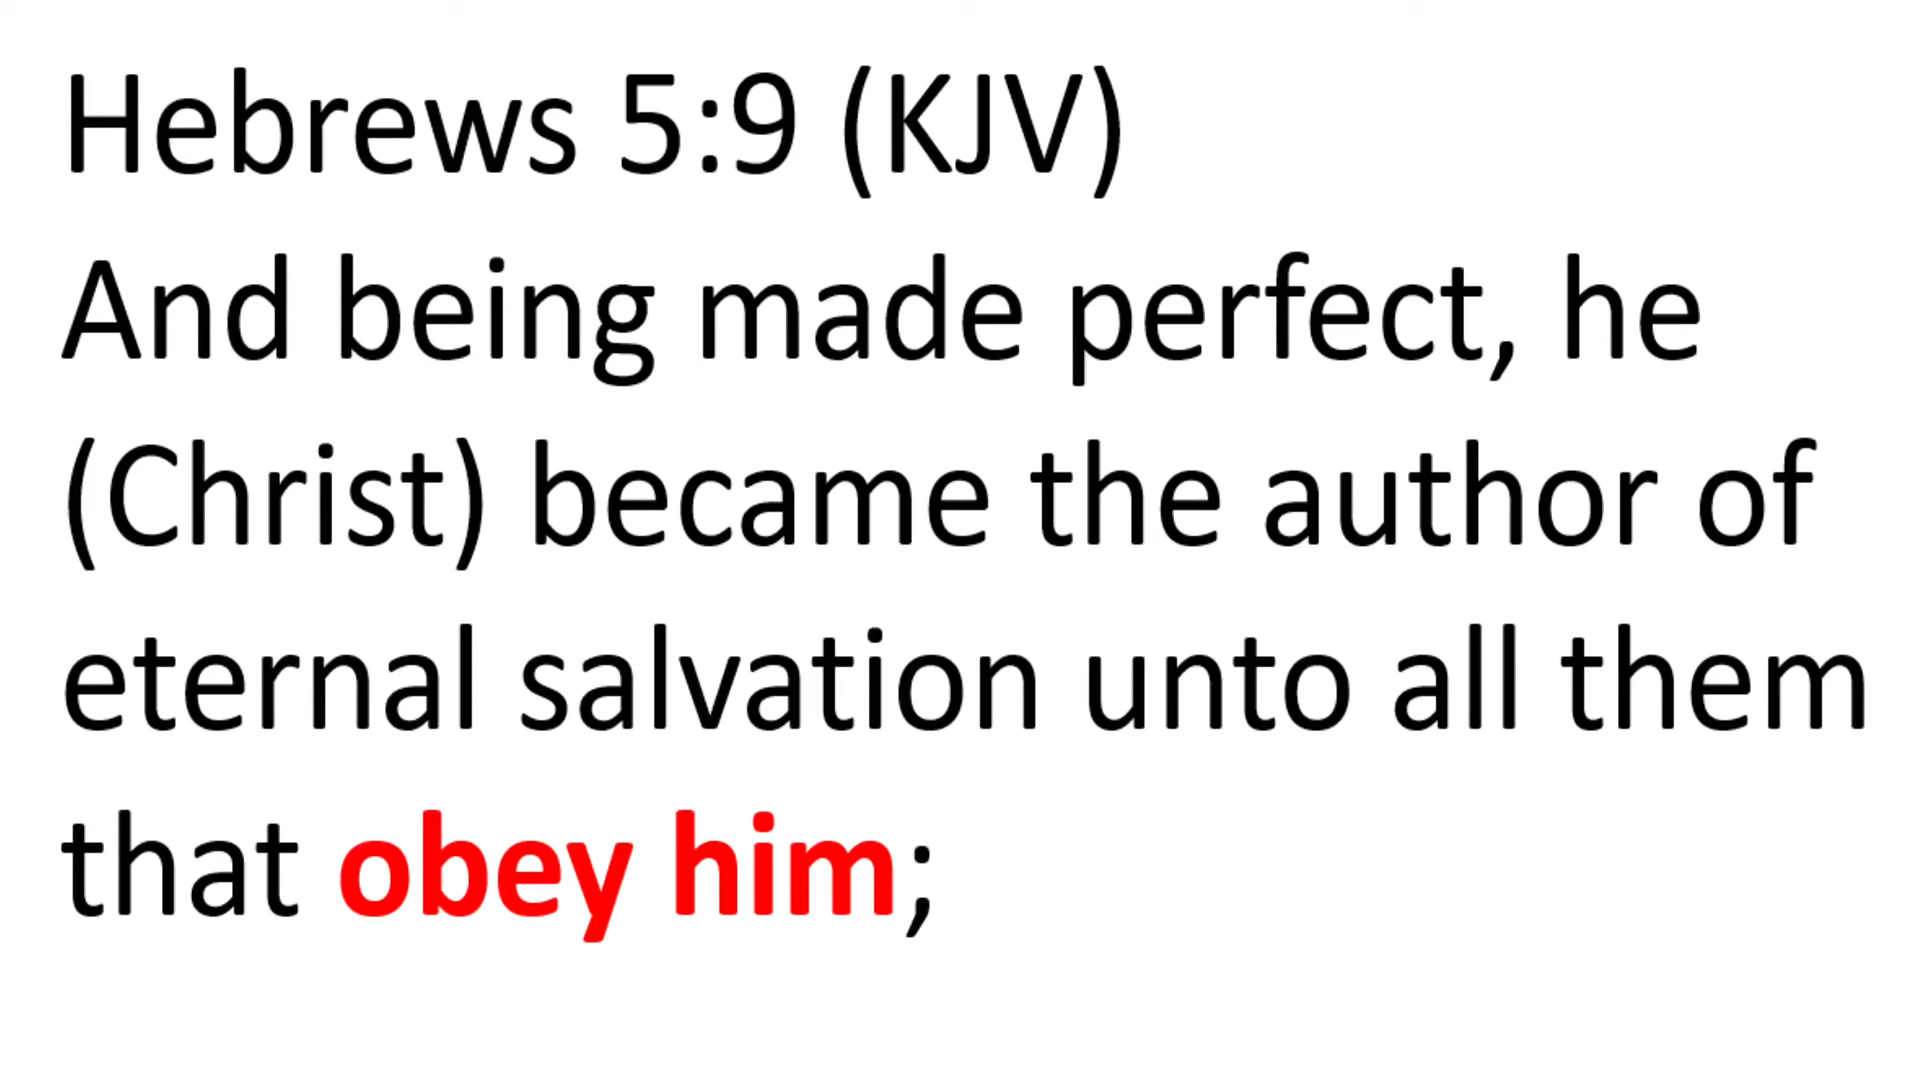 Hebrews 5:9 (KJV)
And being made perfect, he
(Christ) became the author of
eternal salvation unto all them
that obey him;